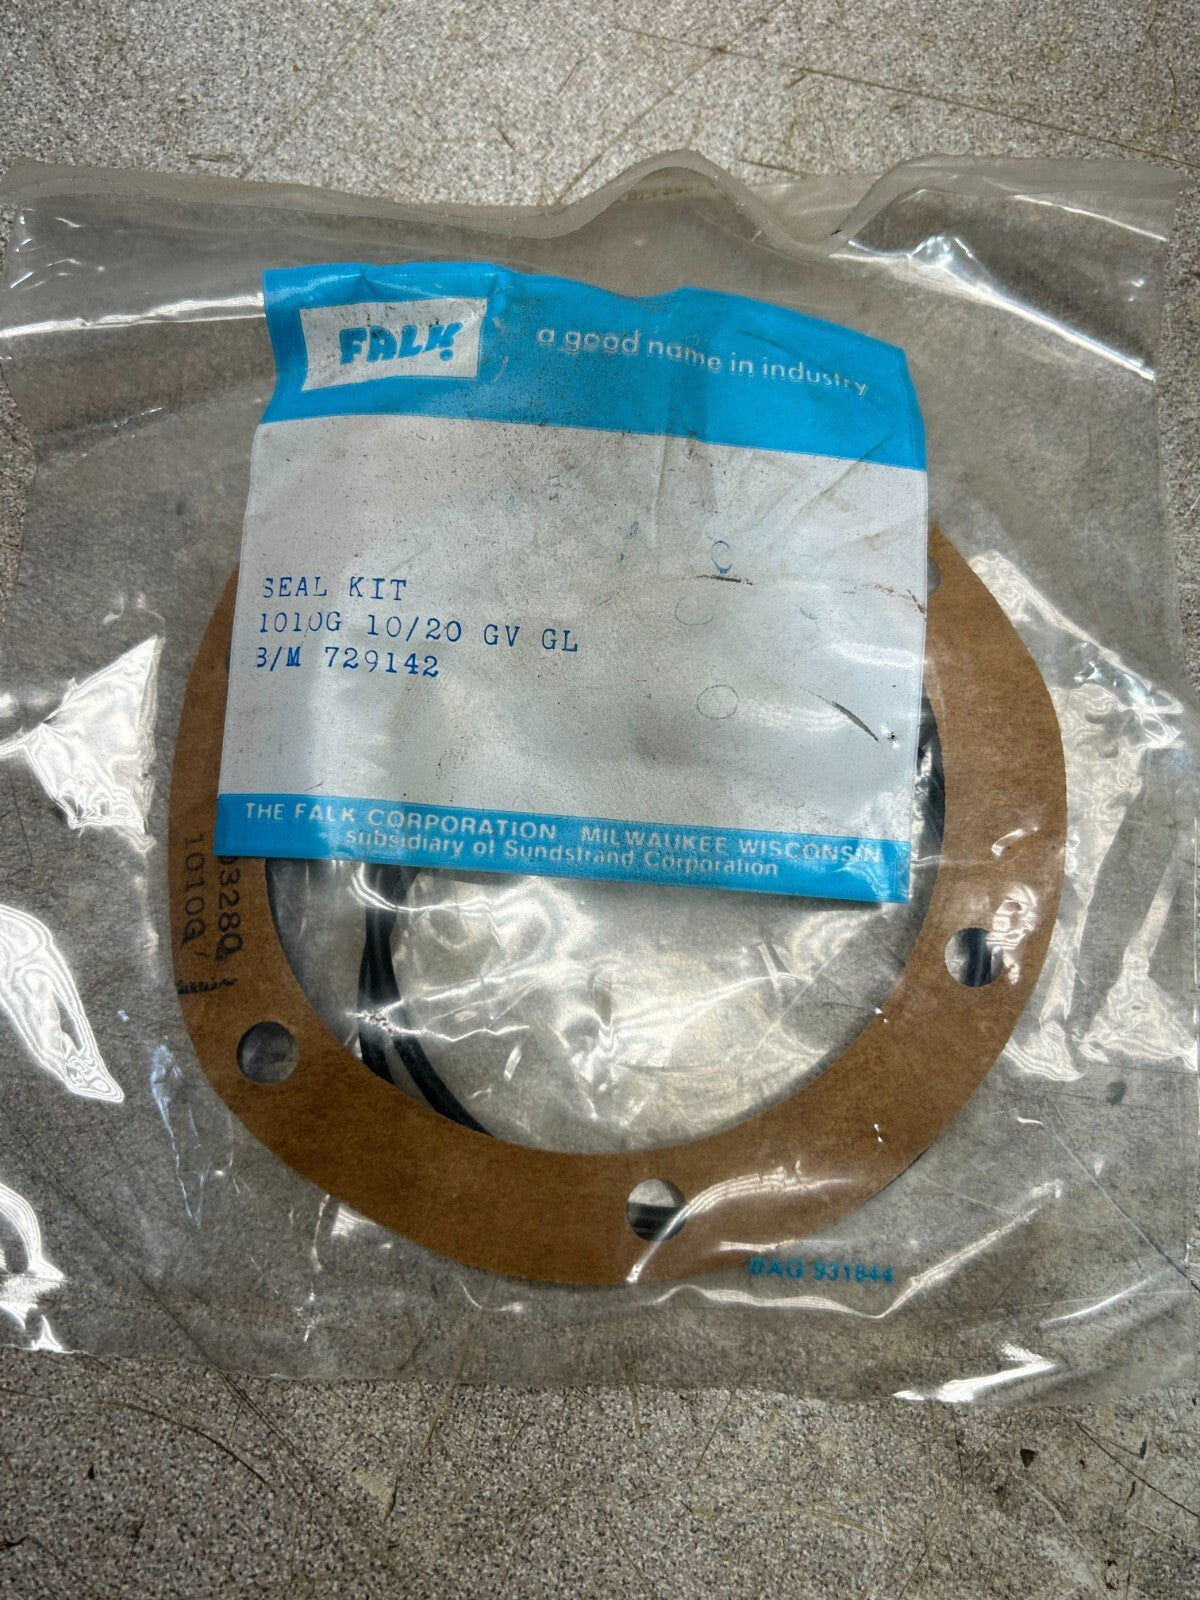 FALK
a good name in industry
SEAL KIT
1010G 10/20 GV GL
B/M 729142
THE FALK CORPORATION MILWAUKEE WISCONSIN
subsidiary of Sundstrand Corporation
1010G
BAG 931844